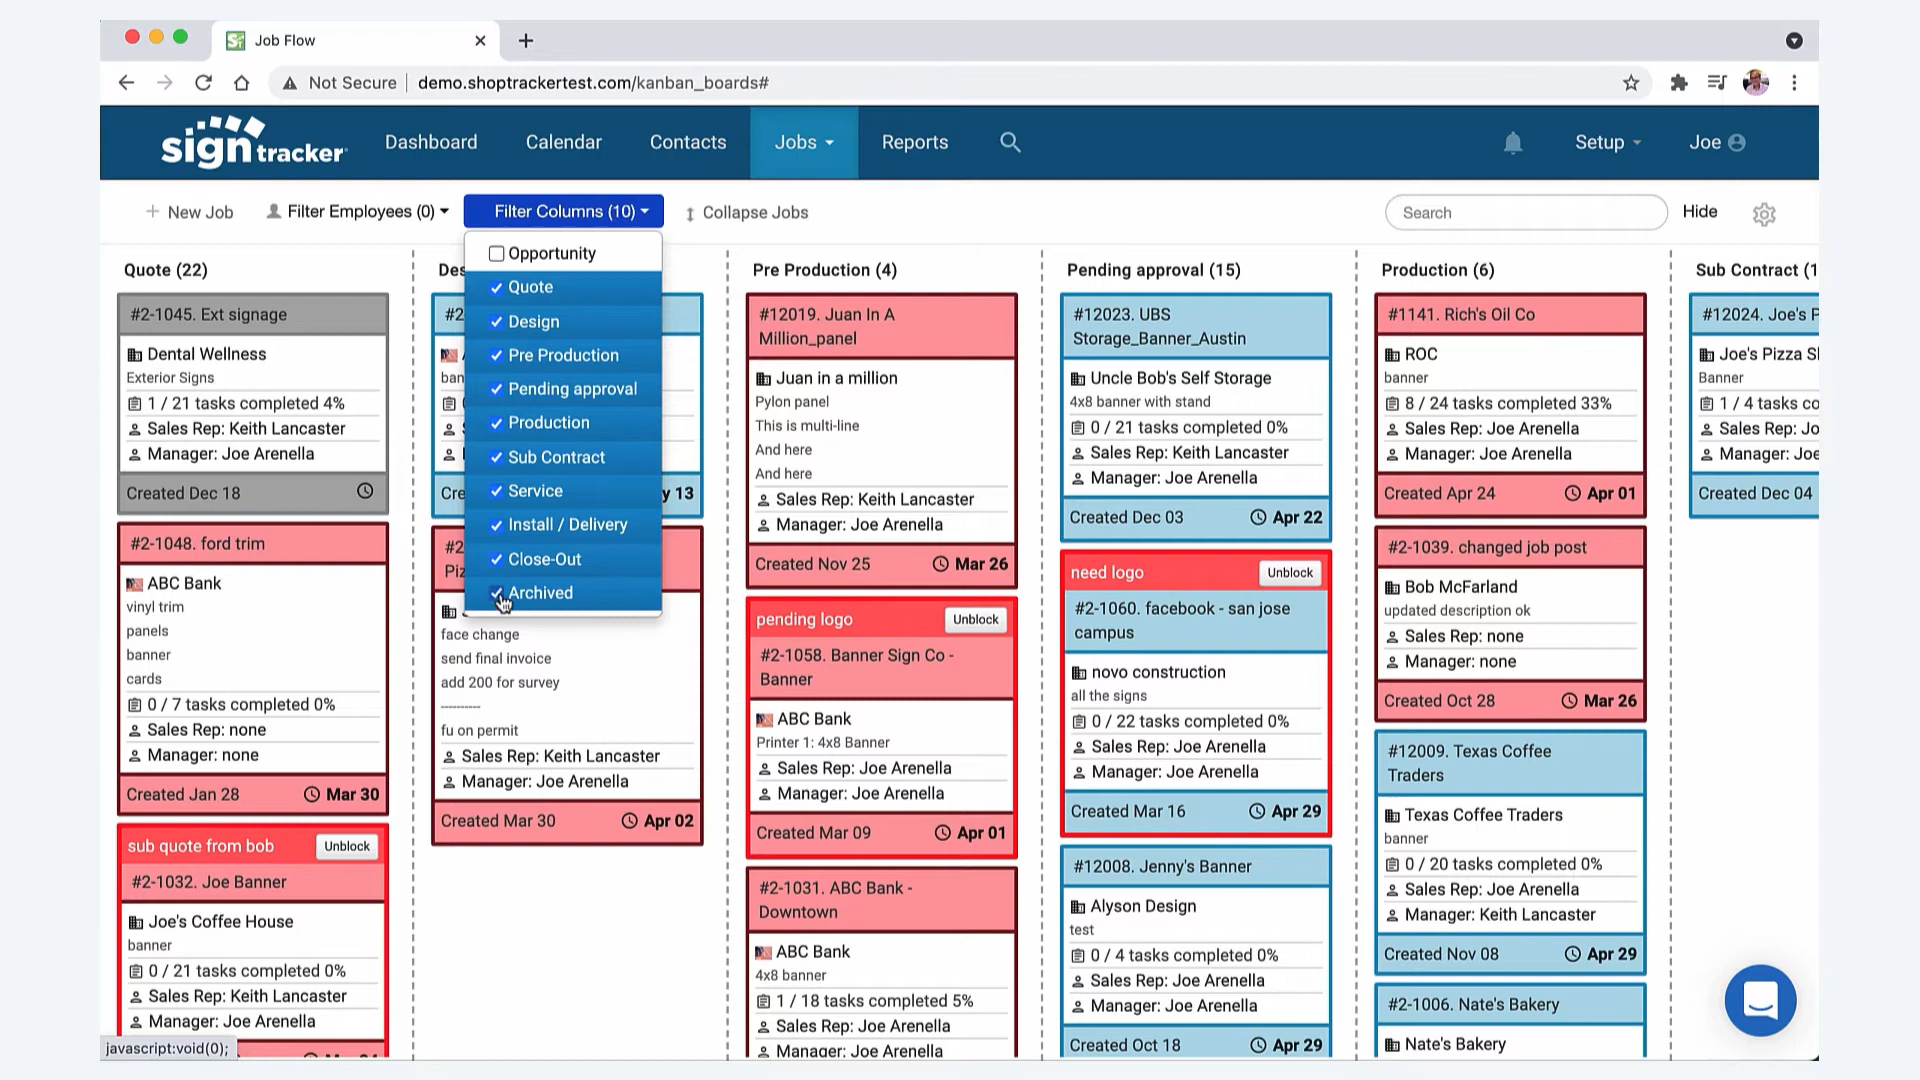 Job Flow
Not Secure
demo.shoptrackertest.com/kanban_boards#
sign tracker
Dashboard
Calendar
Contacts
Jobs
Reports
Setup
Joe
New Job
Filter Employees (0)
Filter Columns (10)
Collapse Jobs
Search
Hide
Opportunity
Quote
Design
Pre Production
Pending approval
Production
Sub Contract
Service
Install / Delivery
Close-Out
Archived
Quote (22)
#2-1045. Ext signage
Dental Wellness
Exterior Signs
1 / 21 tasks completed 4%
Sales Rep: Keith Lancaster
Manager: Joe Arenella
Created Dec 18
#2-1048. ford trim
ABC Bank
vinyl trim
panels
banner
cards
0 / 7 tasks completed 0%
Sales Rep: none
Manager: none
Created Jan 28
Mar 30
sub quote from bob
Unblock
#2-1032. Joe Banner
Joe's Coffee House
banner
0 / 21 tasks completed 0%
Sales Rep: Keith Lancaster
Manager: Joe Arenella
javascript:void(0);
face change
send final invoice
add 200 for survey
----------
fu on permit
Sales Rep: Keith Lancaster
Manager: Joe Arenella
Created Mar 30
Apr 02
Pre Production (4)
#12019. Juan In A
Million_panel
Juan in a million
Pylon panel
This is multi-line
And here
And here
Sales Rep: Keith Lancaster
Manager: Joe Arenella
Created Nov 25
Mar 26
pending logo
Unblock
#2-1058. Banner Sign Co -
Banner
ABC Bank
Printer 1: 4x8 Banner
Sales Rep: Joe Arenella
Manager: Joe Arenella
Created Mar 09
Apr 01
#2-1031. ABC Bank -
Downtown
ABC Bank
4x8 banner
1 / 18 tasks completed 5%
Sales Rep: Joe Arenella
Manager: Joe Arenella
Pending approval (15)
#12023. UBS
Storage_Banner_Austin
Uncle Bob's Self Storage
4x8 banner with stand
0 / 21 tasks completed 0%
Sales Rep: Keith Lancaster
Manager: Joe Arenella
Created Dec 03
Apr 22
need logo
Unblock
#2-1060. facebook - san jose
campus
novo construction
all the signs
0 / 22 tasks completed 0%
Sales Rep: Joe Arenella
Manager: Joe Arenella
Created Mar 16
Apr 29
#12008. Jenny's Banner
Alyson Design
test
0 / 4 tasks completed 0%
Sales Rep: Joe Arenella
Manager: Joe Arenella
Created Oct 18
Apr 29
Production (6)
#1141. Rich's Oil Co
ROC
banner
8 / 24 tasks completed 33%
Sales Rep: Joe Arenella
Manager: Joe Arenella
Created Apr 24
Apr 01
#2-1039. changed job post
Bob McFarland
updated description ok
Sales Rep: none
Manager: none
Created Oct 28
Mar 26
#12009. Texas Coffee
Traders
Texas Coffee Traders
banner
0 / 20 tasks completed 0%
Sales Rep: Joe Arenella
Manager: Keith Lancaster
Created Nov 08
Apr 29
#2-1006. Nate's Bakery
Nate's Bakery
Sub Contract (1
#12024. Joe's
Joe's Pizza
Banner
1 / 4 tasks
Sales Rep:
Manager:
Created Dec 04